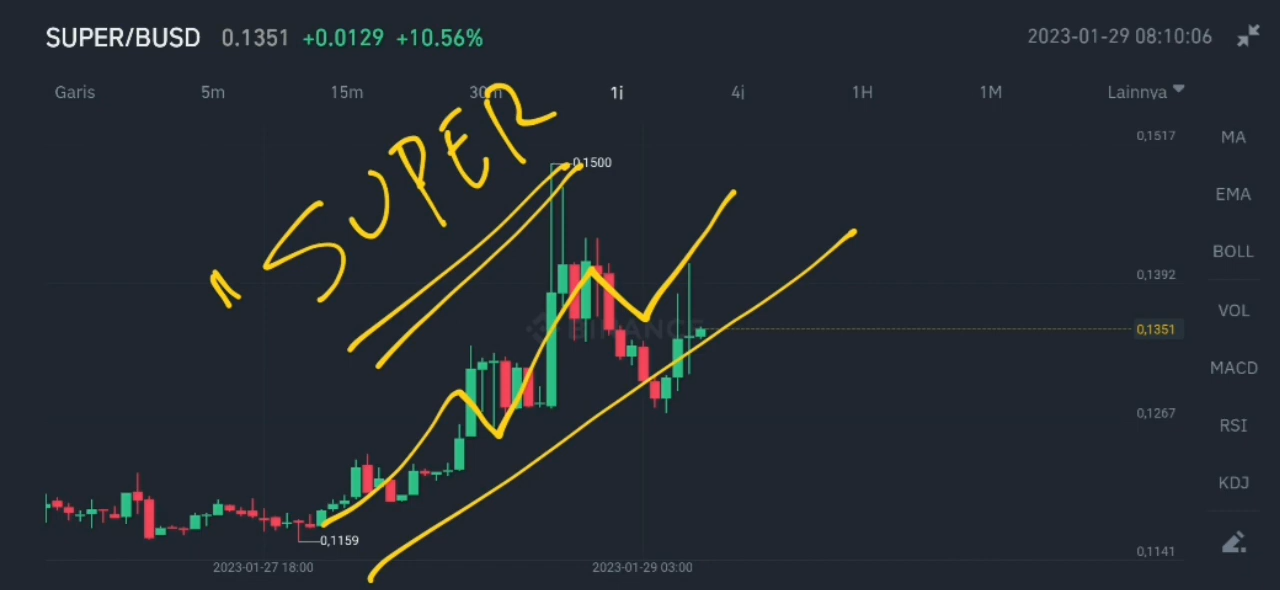 SUPER/BUSD 0.1351 +0.0129 +10.56% 2023-01-29 08:10:06
Garis 5m 15m 30m 1j 4j 1H 1M Lainnya
SUPER
0,1517
0,1500
0,1392
BINANCE
0,1351
0,1267
0,1159
0,1141
2023-01-27 18:00 2023-01-29 03:00
MA
EMA
BOLL
VOL
MACD
RSI
KDJ